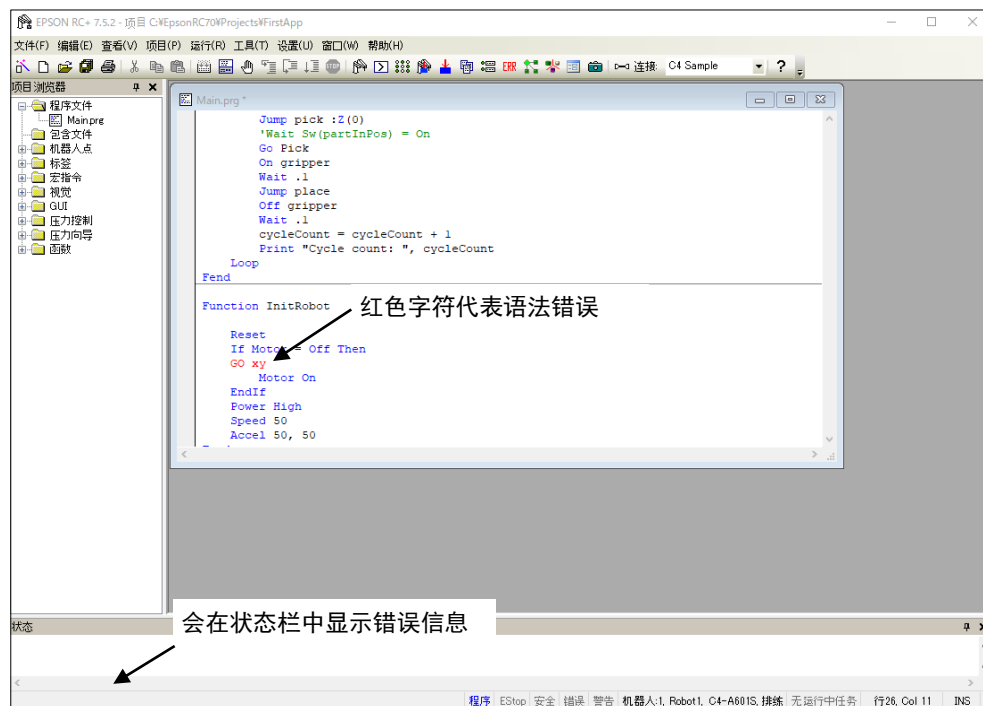 EPSON RC+ 7.5.2 - 项目 C:¥EpsonRC70¥Projects¥FirstApp
文件(F) 编辑(E) 查看(V) 项目(P) 运行(R) 工具(T) 设置(U) 窗口(W) 帮助(H)
STOP ERR 连接: C4 Sample ?
项目浏览器
程序文件
Main.prg
包含文件
机器人点
标签
宏指令
视觉
GUI
压力控制
压力向导
函数
Main.prg *
Jump pick :Z(0)
'Wait Sw(partInPos) = On
Go Pick
On gripper
Wait .1
Jump place
Off gripper
Wait .1
cycleCount = cycleCount + 1
Print "Cycle count: ", cycleCount
Loop
Fend
Function InitRobot
红色字符代表语法错误
Reset
If Motor = Off Then
GO xy
Motor On
EndIf
Power High
Speed 50
Accel 50, 50
会在状态栏中显示错误信息
状态
程序 EStop 安全 错误 警告 机器人:1, Robot1, C4-A601S, 排练 无运行中任务 行26, Col 11 INS